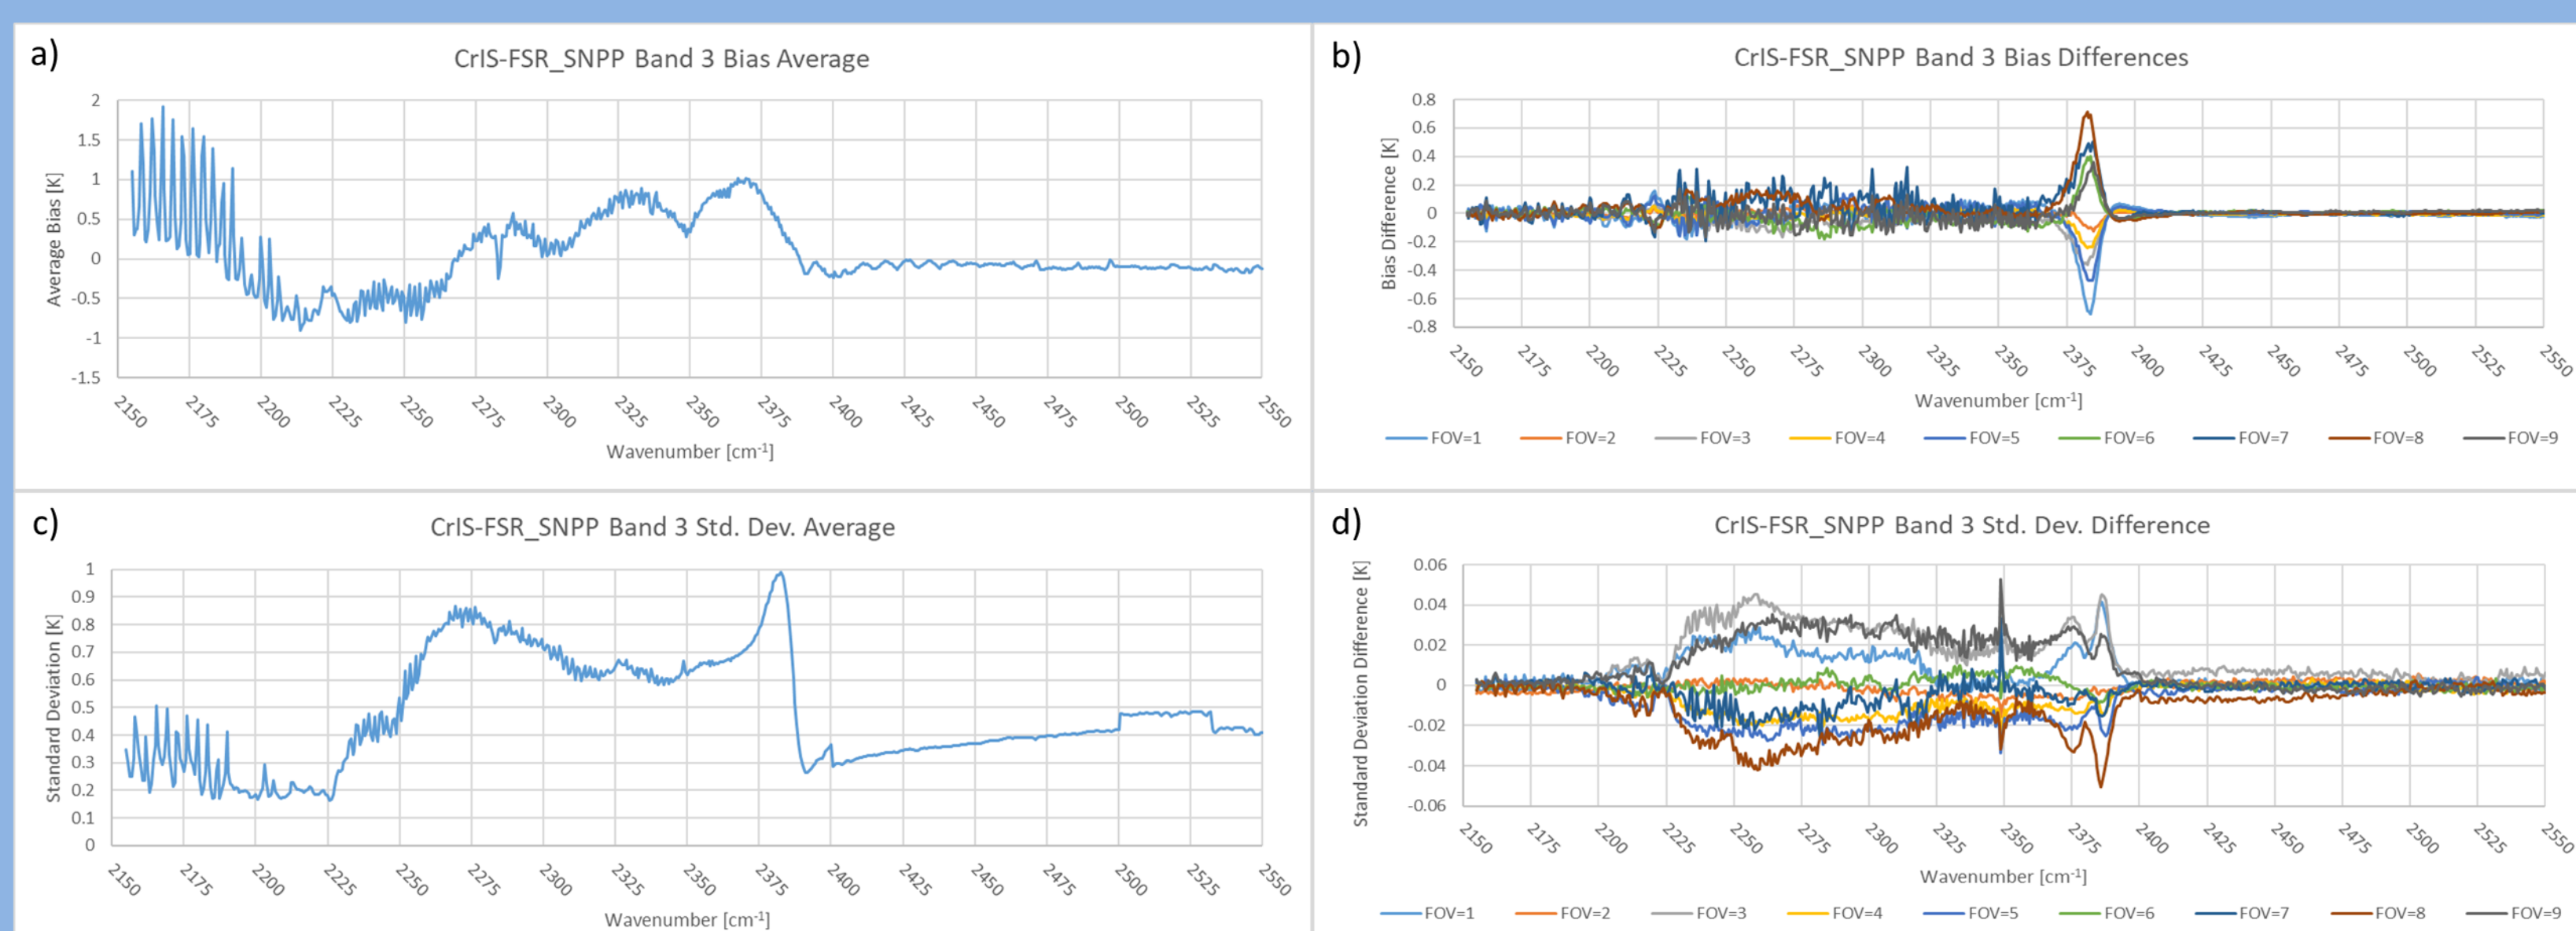 a)
CrIS-FSR_SNPP Band 3 Bias Average
Average Bias [K]
2
1.5
1
0.5
0
-0.5
-1
-1.5
2150 2175 2200 2225 2250 2275 2300 2325 2350 2375 2400 2425 2450 2475 2500 2525 2550
Wavenumber [cm-1]
b)
CrIS-FSR_SNPP Band 3 Bias Differences
Bias Difference [K]
0.8
0.6
0.4
0.2
0
-0.2
-0.4
-0.6
-0.8
2150 2175 2200 2225 2250 2275 2300 2325 2350 2375 2400 2425 2450 2475 2500 2525 2550
Wavenumber [cm-1]
FOV=1 FOV=2 FOV=3 FOV=4 FOV=5 FOV=6 FOV=7 FOV=8 FOV=9
c)
CrIS-FSR_SNPP Band 3 Std. Dev. Average
Standard Deviation [K]
1
0.9
0.8
0.7
0.6
0.5
0.4
0.3
0.2
0.1
0
2150 2175 2200 2225 2250 2275 2300 2325 2350 2375 2400 2425 2450 2475 2500 2525 2550
Wavenumber [cm-1]
d)
CrIS-FSR_SNPP Band 3 Std. Dev. Difference
Standard Deviation Difference [K]
0.06
0.04
0.02
0
-0.02
-0.04
-0.06
2150 2175 2200 2225 2250 2275 2300 2325 2350 2375 2400 2425 2450 2475 2500 2525 2550
Wavenumber [cm-1]
FOV=1 FOV=2 FOV=3 FOV=4 FOV=5 FOV=6 FOV=7 FOV=8 FOV=9